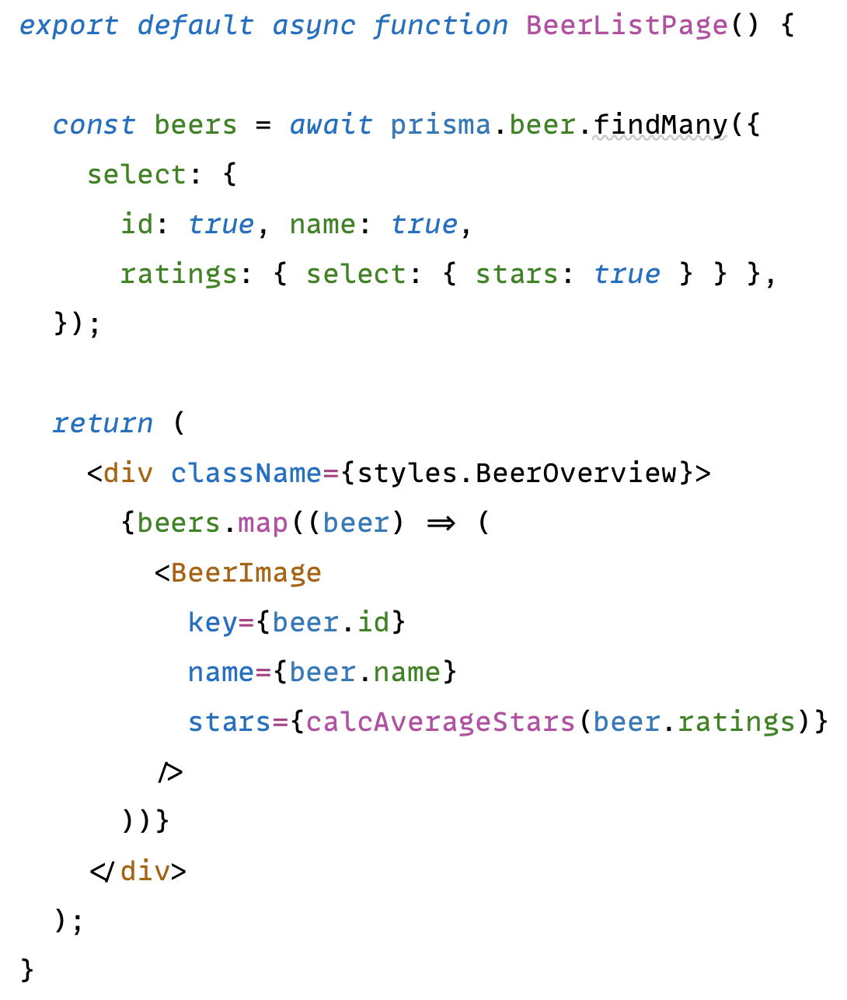 export default async function BeerListPage() {
const beers = await prisma.beer.findMany({
select: {
id: true, name: true,
ratings: { select: { stars: true } } },
});
return (
<div className={styles.BeerOverview}>
{beers.map((beer) => (
<BeerImage
key={beer.id}
name={beer.name}
stars={calcAverageStars(beer.ratings)}
/>
))}
</div>
);
}